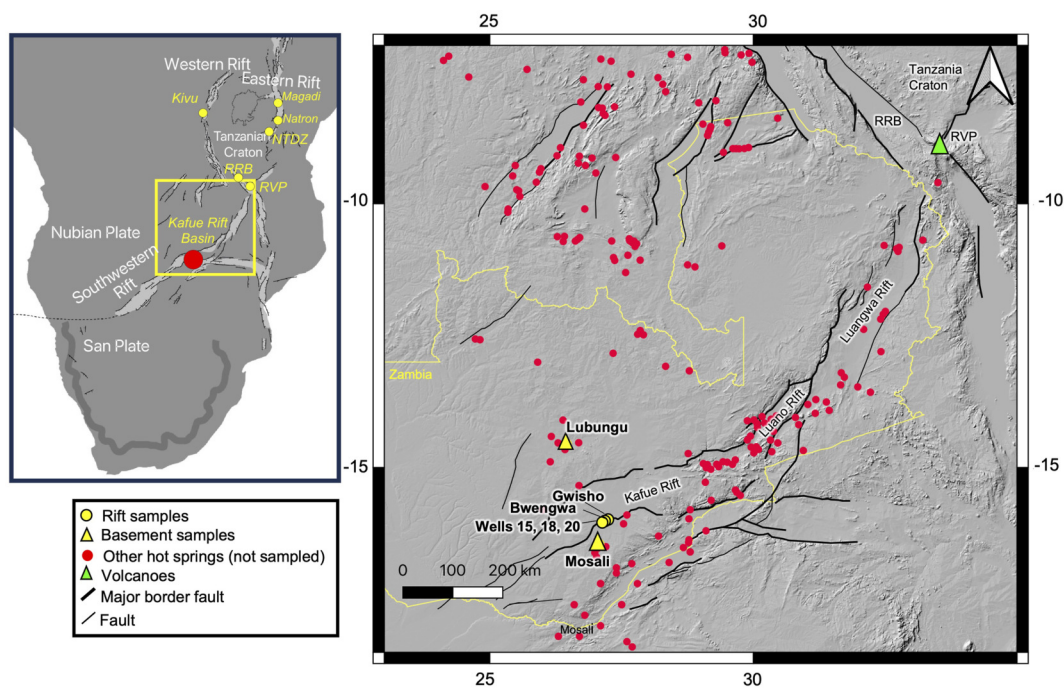 Western Rift
Eastern Rift
Kivu
Magadi
Natron
NTDZ
Tanzanian
Craton
RRB
RVP
Nubian Plate
Kafue Rift
Basin
Southwestern
Rift
San Plate
Rift samples
Basement samples
Other hot springs (not sampled)
Volcanoes
Major border fault
Fault
25
30
Tanzania
Craton
RRB
RVP
-10
-10
Luangwa Rift
Zambia
Luano Rift
Lubungu
-15
-15
Kafue Rift
Gwisho
Bwengwa
Wells 15, 18, 20
Mosali
0 100 200 km
Mosali
25
30